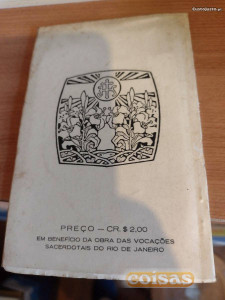 PREÇO — CR. $ 2,00
EM BENEFÍCIO DA OBRA DAS VOCAÇÕES
SACERDOTAIS DO RIO DE JANEIRO
coisas